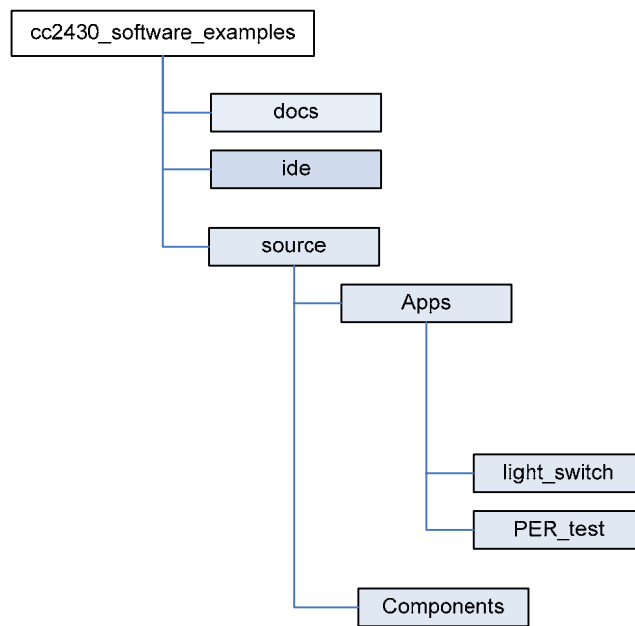 cc2430_software_examples
docs
ide
source
Apps
light_switch
PER_test
Components